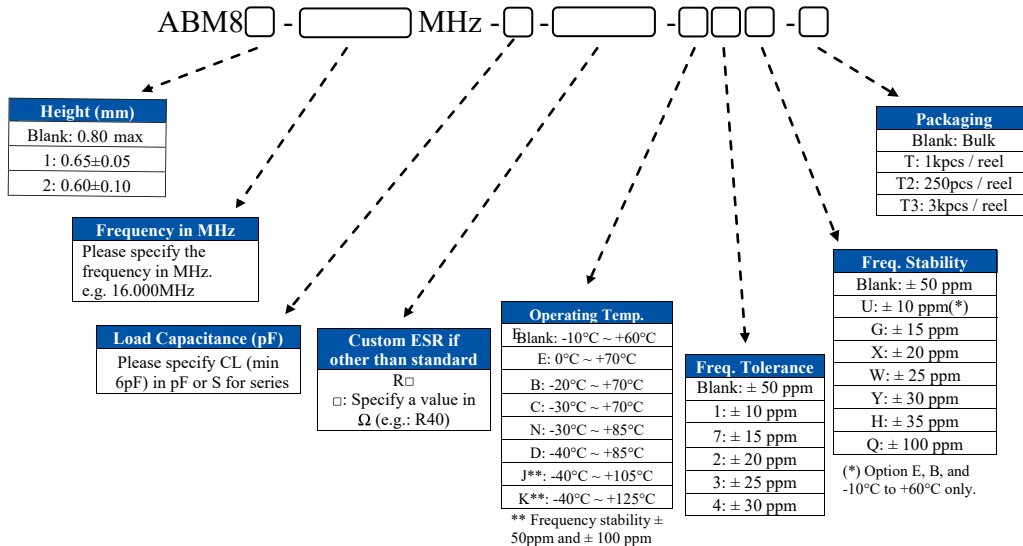 ABM8□ - □ MHz - □ - □ - □□□ - □
Height (mm)
Blank: 0.80 max
1: 0.65±0.05
2: 0.60±0.10
Frequency in MHz
Please specify the
frequency in MHz.
e.g. 16.000MHz
Load Capacitance (pF)
Please specify CL (min
6pF) in pF or S for series
Custom ESR if
other than standard
R□
□: Specify a value in
Ω (e.g.: R40)
Operating Temp.
E
Blank: -10°C ~ +60°C
E: 0°C ~ +70°C
B: -20°C ~ +70°C
C: -30°C ~ +70°C
N: -30°C ~ +85°C
D: -40°C ~ +85°C
J**: -40°C ~ +105°C
K**: -40°C ~ +125°C
** Frequency stability ±
50ppm and ± 100 ppm
Freq. Tolerance
Blank: ± 50 ppm
1: ± 10 ppm
7: ± 15 ppm
2: ± 20 ppm
3: ± 25 ppm
4: ± 30 ppm
Freq. Stability
Blank: ± 50 ppm
U: ± 10 ppm(*)
G: ± 15 ppm
X: ± 20 ppm
W: ± 25 ppm
Y: ± 30 ppm
H: ± 35 ppm
Q: ± 100 ppm
(*) Option E, B, and
-10°C to +60°C only.
Packaging
Blank: Bulk
T: 1kpcs / reel
T2: 250pcs / reel
T3: 3kpcs / reel